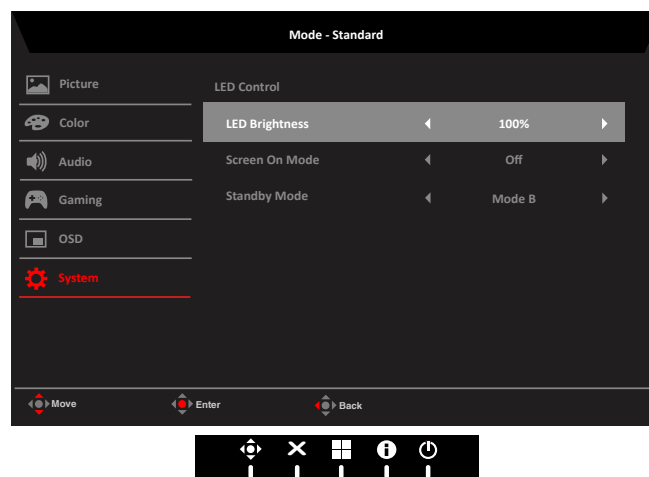 Mode - Standard
Picture
LED Control
Color
LED Brightness 100%
Audio
Screen On Mode Off
Gaming
Standby Mode Mode B
OSD
System
Move Enter Back